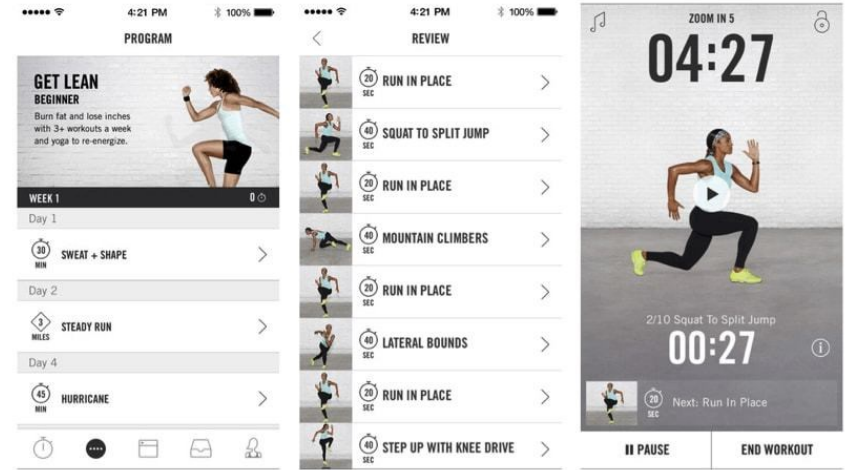 4:21 PM
100%
PROGRAM
GET LEAN
BEGINNER
Burn fat and lose inches
with 3+ workouts a week
and yoga to re-energize.
WEEK 1
0
Day 1
30
MIN
SWEAT + SHAPE
Day 2
3
MILES
STEADY RUN
Day 4
45
MIN
HURRICANE
4:21 PM
100%
REVIEW
20
SEC
RUN IN PLACE
40
SEC
SQUAT TO SPLIT JUMP
20
SEC
RUN IN PLACE
40
SEC
MOUNTAIN CLIMBERS
20
SEC
RUN IN PLACE
40
SEC
LATERAL BOUNDS
20
SEC
RUN IN PLACE
40
SEC
STEP UP WITH KNEE DRIVE
ZOOM IN 5
04:27
2/10 Squat To Split Jump
00:27
20
SEC
Next: Run In Place
PAUSE
END WORKOUT